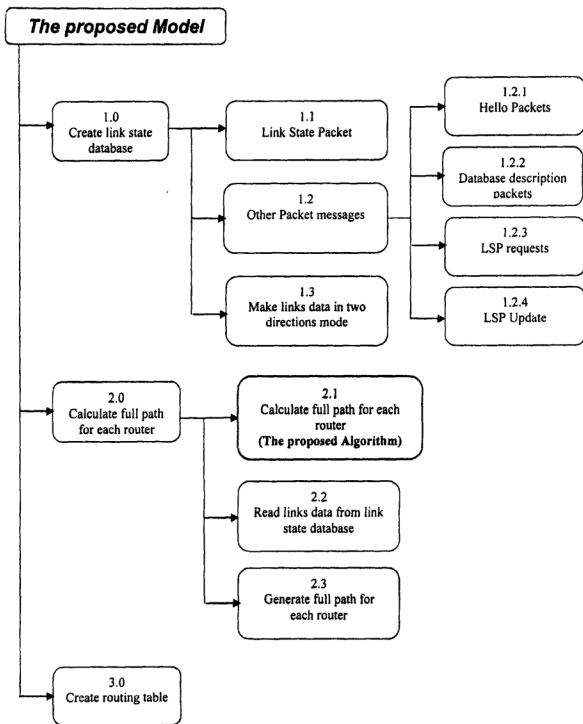 The proposed Model
1.0
Create link state
database
1.1
Link State Packet
1.2
Other Packet messages
1.3
Make links data in two
directions mode
1.2.1
Hello Packets
1.2.2
Database description
packets
1.2.3
LSP requests
1.2.4
LSP Update
2.0
Calculate full path
for each router
2.1
Calculate full path for each
router
(The proposed Algorithm)
2.2
Read links data from link
state database
2.3
Generate full path for
each router
3.0
Create routing table